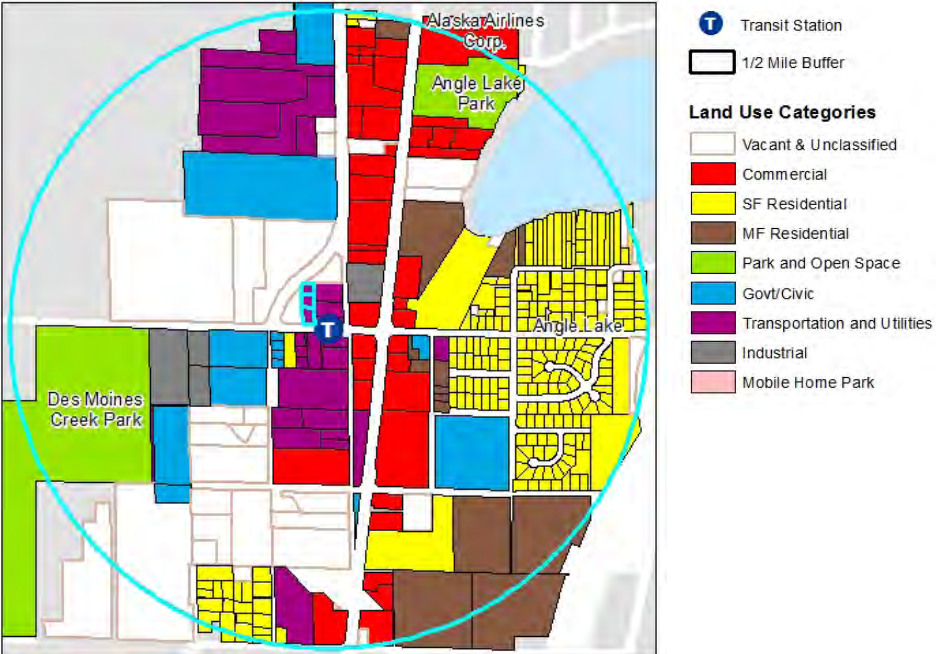 Alaska Airlines
Corp.
Angle Lake
Park
Angle Lake
T
Des Moines
Creek Park
T
Transit Station
1/2 Mile Buffer
Land Use Categories
Vacant & Unclassified
Commercial
SF Residential
MF Residential
Park and Open Space
Govt/Civic
Transportation and Utilities
Industrial
Mobile Home Park